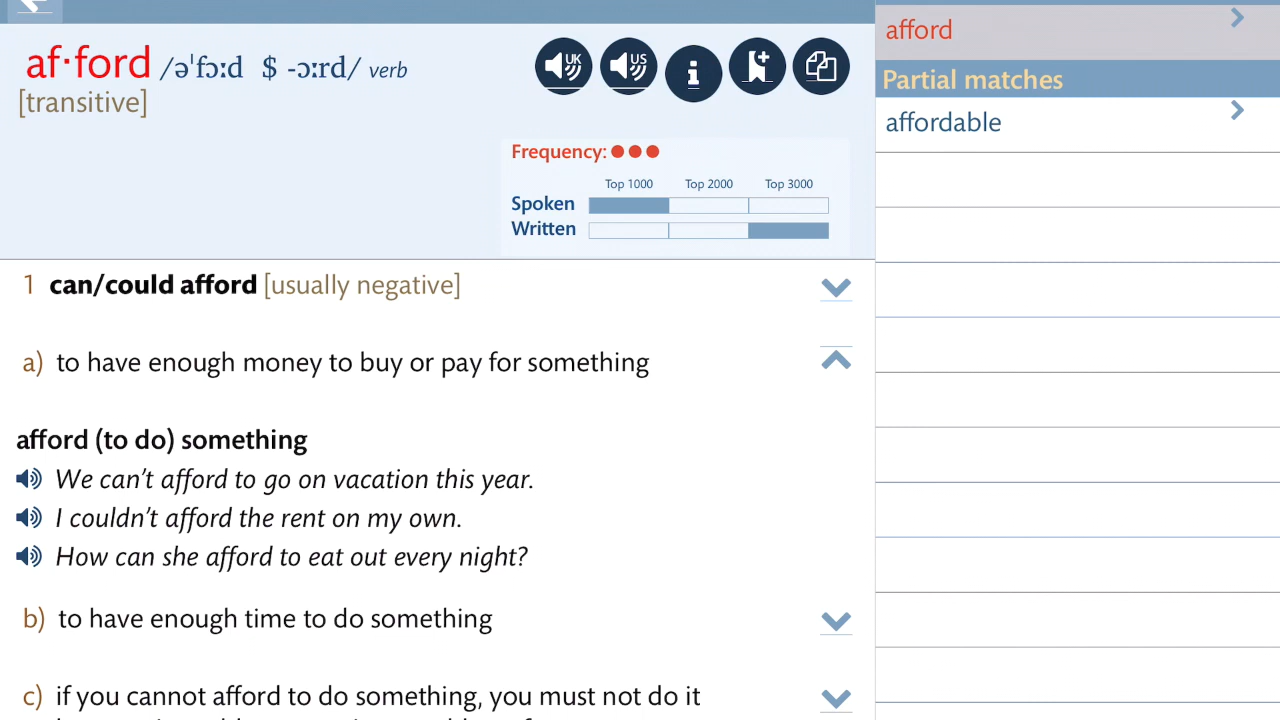 af·ford /əˈfɔːd $ -ɔːrd/ verb
[transitive]
UK
US
Frequency:
Top 1000 Top 2000 Top 3000
Spoken
Written
1 can/could afford [usually negative]
a) to have enough money to buy or pay for something
afford (to do) something
We can't afford to go on vacation this year.
I couldn't afford the rent on my own.
How can she afford to eat out every night?
b) to have enough time to do something
c) if you cannot afford to do something, you must not do it
afford
Partial matches
affordable